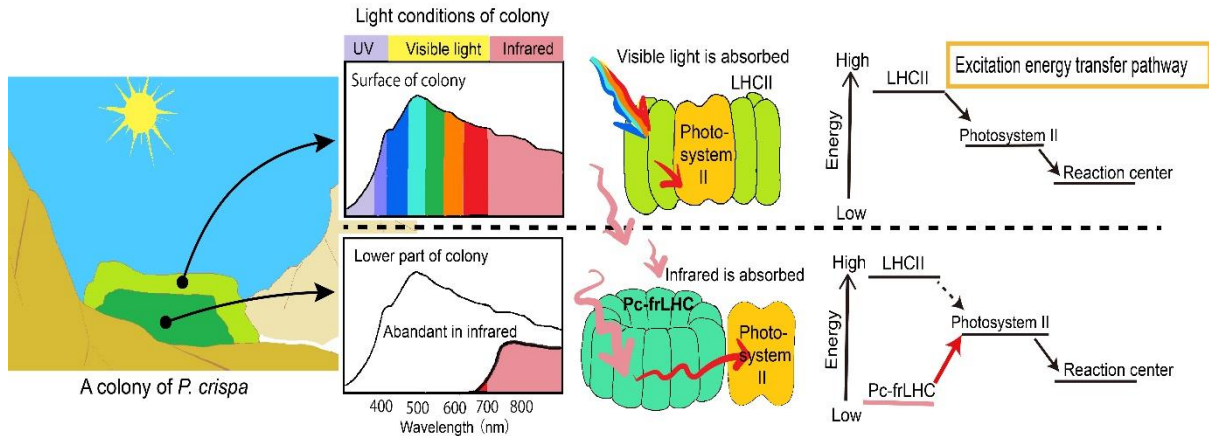 Light conditions of colony
UV Visible light Infrared
Surface of colony
Visible light is absorbed
LHCII
Photo-
system
II
High
Energy
Low
LHCII
Photosystem II
Reaction center
Excitation energy transfer pathway
A colony of P. crispa
Lower part of colony
Abandant in infrared
400 500 600 700 800
Wavelength (nm)
Infrared is absorbed
Pc-frLHC
Photo-
system
II
High
Energy
Low
LHCII
Photosystem II
Reaction center
Pc-frLHC